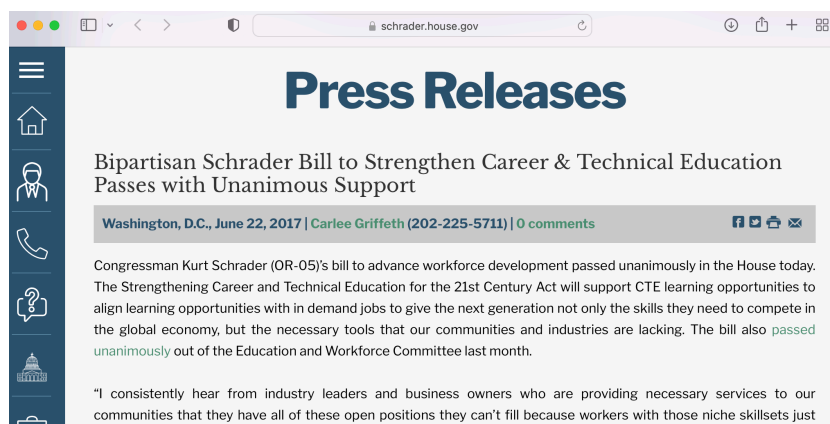 schrader.house.gov
Press Releases
Bipartisan Schrader Bill to Strengthen Career & Technical Education
Passes with Unanimous Support
Washington, D.C., June 22, 2017 | Carlee Griffeth (202-225-5711) | 0 comments
Congressman Kurt Schrader (OR-05)’s bill to advance workforce development passed unanimously in the House today.
The Strengthening Career and Technical Education for the 21st Century Act will support CTE learning opportunities to
align learning opportunities with in demand jobs to give the next generation not only the skills they need to compete in
the global economy, but the necessary tools that our communities and industries are lacking. The bill also passed
unanimously out of the Education and Workforce Committee last month.
“I consistently hear from industry leaders and business owners who are providing necessary services to our
communities that they have all of these open positions they can’t fill because workers with those niche skillsets just